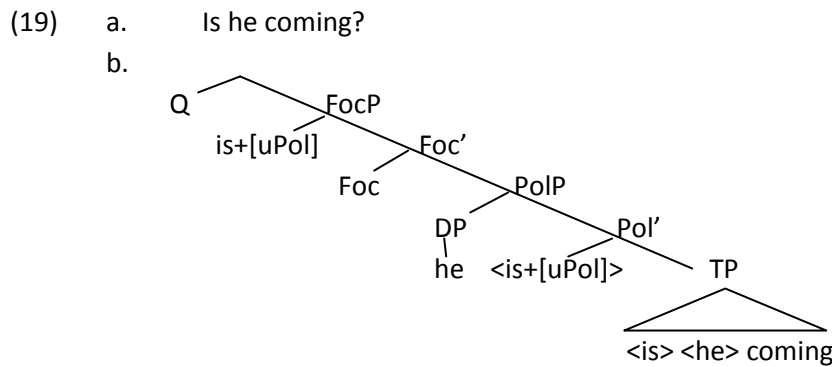 (19) a. Is he coming?
b.
Q FocP
is+[uPol] Foc’
Foc PolP
DP Pol’
he <is+[uPol]> TP
<is> <he> coming